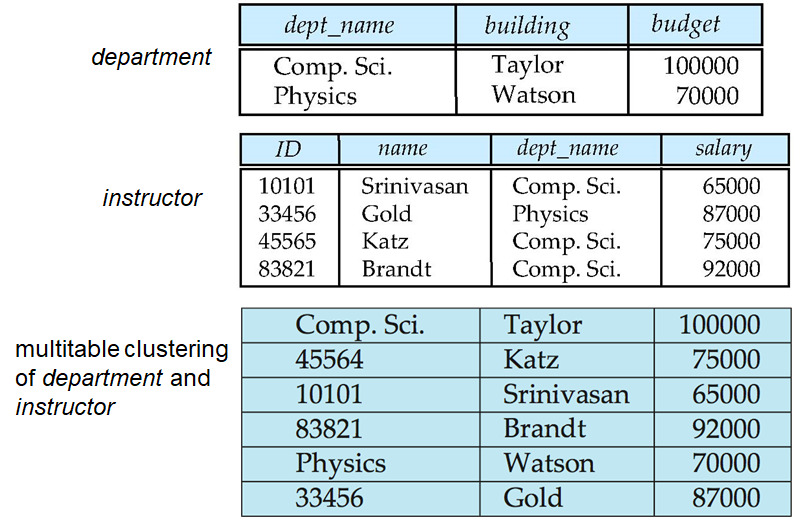 dept_name building budget
department
Comp. Sci. Taylor 100000
Physics Watson 70000
ID name dept_name salary
instructor
10101 Srinivasan Comp. Sci. 65000
33456 Gold Physics 87000
45565 Katz Comp. Sci. 75000
83821 Brandt Comp. Sci. 92000
multitable clustering
of department and
instructor
Comp. Sci. Taylor 100000
45564 Katz 75000
10101 Srinivasan 65000
83821 Brandt 92000
Physics Watson 70000
33456 Gold 87000